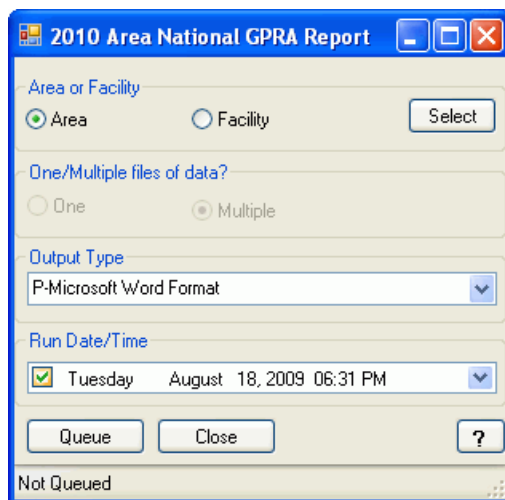 2010 Area National GPRA Report
Area or Facility
Area Facility Select
One/Multiple files of data?
One Multiple
Output Type
P-Microsoft Word Format
Run Date/Time
Tuesday August 18, 2009 06:31 PM
Queue Close ?
Not Queued